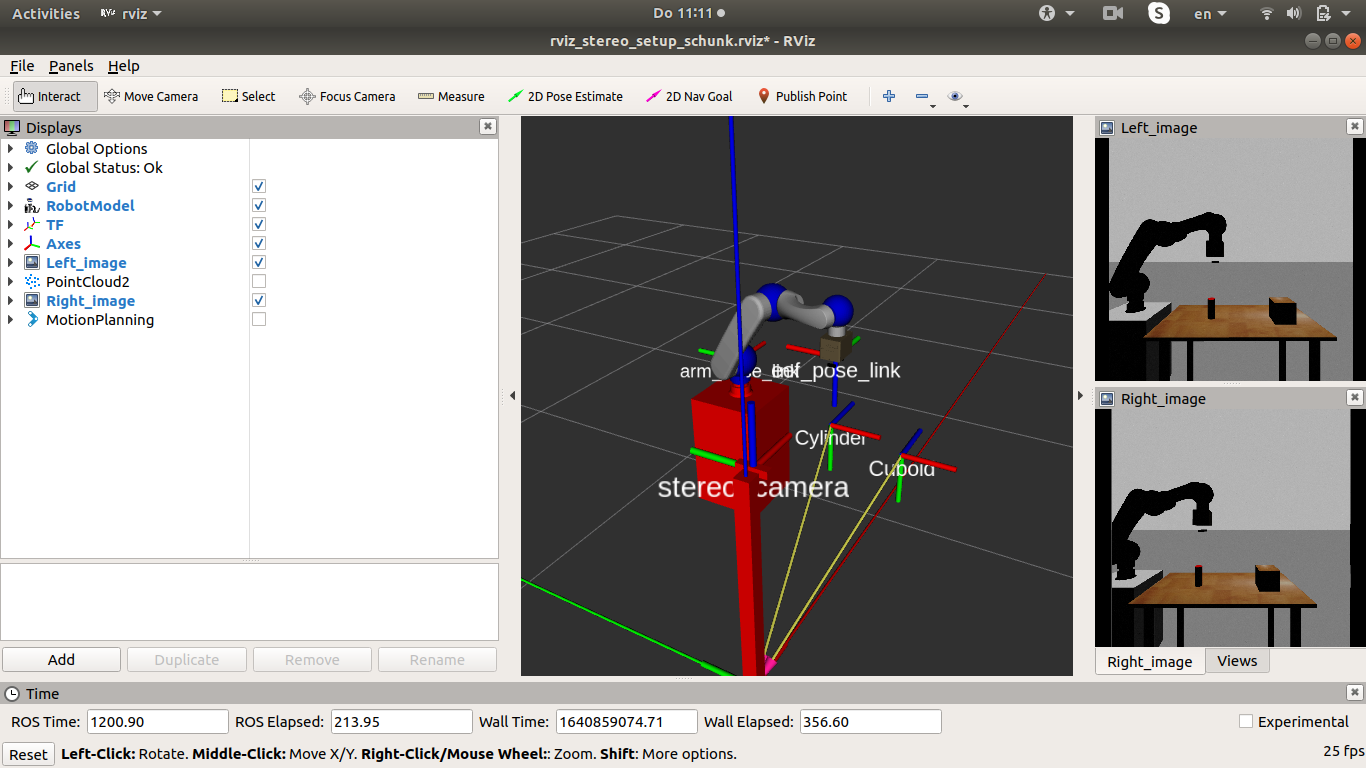 Activities rviz Do 11:11 en
rviz_stereo_setup_schunk.rviz* - RViz
File Panels Help
Interact Move Camera Select Focus Camera Measure 2D Pose Estimate 2D Nav Goal Publish Point
Displays
Global Options
Global Status: Ok
Grid
RobotModel
TF
Axes
Left_image
PointCloud2
Right_image
MotionPlanning
Add Duplicate Remove Rename
eef_pose_link
Cylinder
Cuboid
stereo_camera
Left_image
Right_image
Right_image Views
Time
ROS Time: 1200.90 ROS Elapsed: 213.95 Wall Time: 1640859074.71 Wall Elapsed: 356.60 Experimental
Reset Left-Click: Rotate. Middle-Click: Move X/Y. Right-Click/Mouse Wheel:: Zoom. Shift: More options. 25 fps